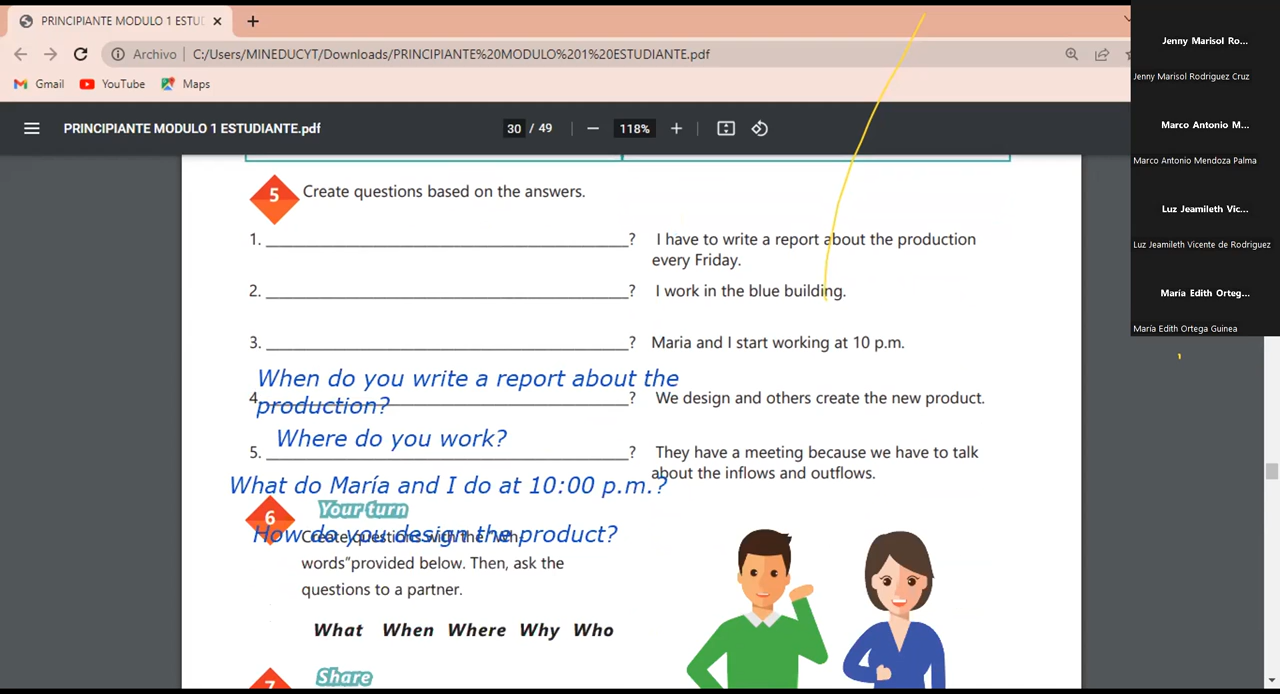 PRINCIPIANTE MODULO 1 ESTU
Archivo C:/Users/MINEDUCYT/Downloads/PRINCIPIANTE%20MODULO%201%20ESTUDIANTE.pdf
Gmail YouTube Maps
PRINCIPIANTE MODULO 1 ESTUDIANTE.pdf 30 / 49 118%
Jenny Marisol Ro...
Jenny Marisol Rodriguez Cruz
Marco Antonio M...
Marco Antonio Mendoza Palma
Luz Jeamileth Vic...
Luz Jeamileth Vicente de Rodriguez
María Edith Orteg...
María Edith Ortega Guinea
5 Create questions based on the answers.
1. ? I have to write a report about the production
every Friday.
2. ? I work in the blue building.
3. ? Maria and I start working at 10 p.m.
When do you write a report about the
production?
4. ? We design and others create the new product.
Where do you work?
5. ? They have a meeting because we have to talk
about the inflows and outflows.
What do María and I do at 10:00 p.m.?
6 Your turn
How do you design the product?
Create questions with the "Wh-
words"provided below. Then, ask the
questions to a partner.
What When Where Why Who
7 Share